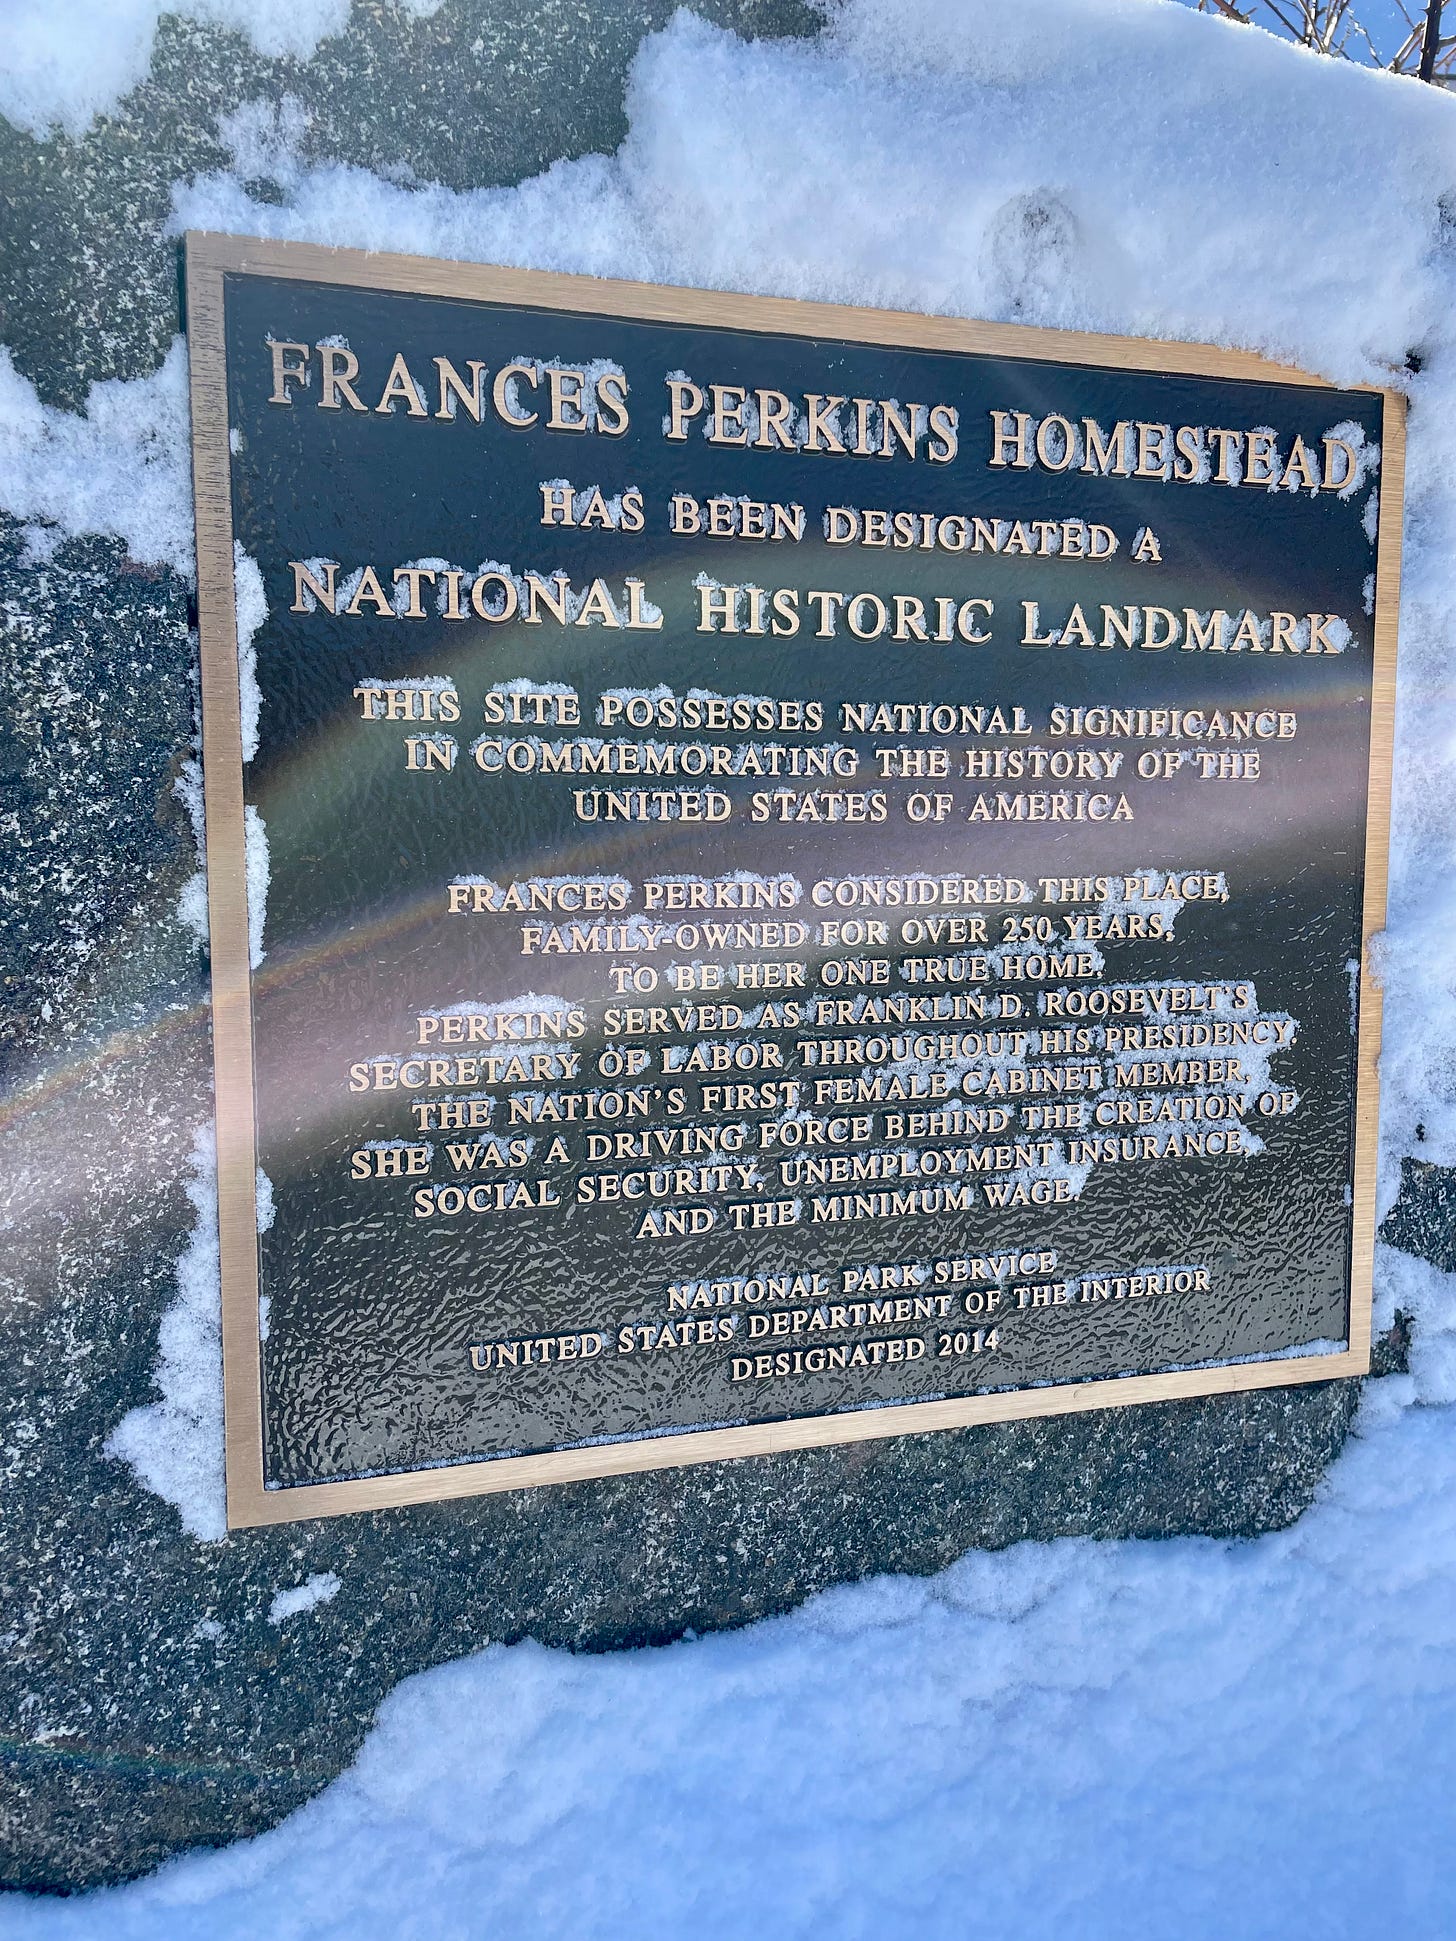 FRANCES PERKINS HOMESTEAD
HAS BEEN DESIGNATED A
NATIONAL HISTORIC LANDMARK
THIS SITE POSSESSES NATIONAL SIGNIFICANCE
IN COMMEMORATING THE HISTORY OF THE
UNITED STATES OF AMERICA
FRANCES PERKINS CONSIDERED THIS PLACE,
FAMILY-OWNED FOR OVER 250 YEARS,
TO BE HER ONE TRUE HOME.
PERKINS SERVED AS FRANKLIN D. ROOSEVELT'S
SECRETARY OF LABOR THROUGHOUT HIS PRESIDENCY.
THE NATION'S FIRST FEMALE CABINET MEMBER,
SHE WAS A DRIVING FORCE BEHIND THE CREATION OF
SOCIAL SECURITY, UNEMPLOYMENT INSURANCE,
AND THE MINIMUM WAGE.
NATIONAL PARK SERVICE
UNITED STATES DEPARTMENT OF THE INTERIOR
DESIGNATED 2014